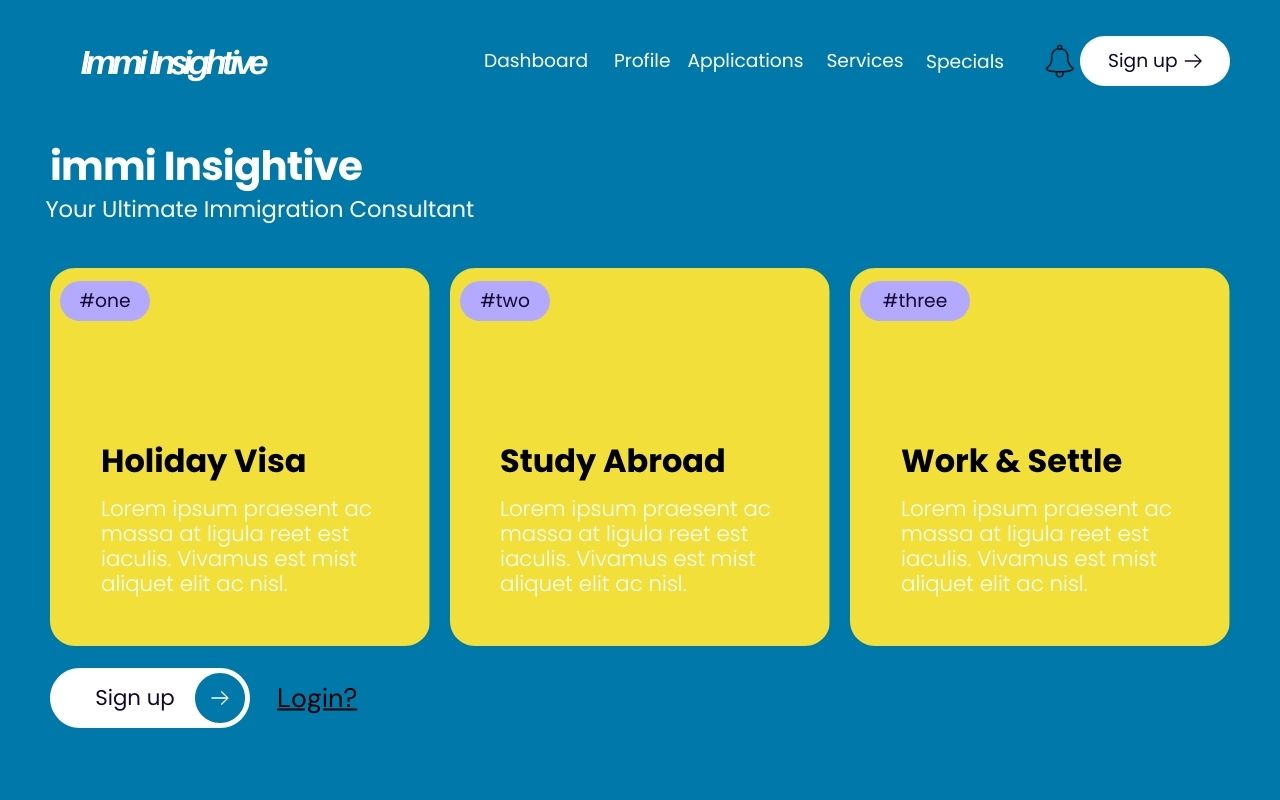 Immi Insightive
Dashboard Profile Applications Services Specials
Sign up →
immi Insightive
Your Ultimate Immigration Consultant
#one
Holiday Visa
Lorem ipsum praesent ac
massa at ligula reet est
iaculis. Vivamus est mist
aliquet elit ac nisl.
#two
Study Abroad
Lorem ipsum praesent ac
massa at ligula reet est
iaculis. Vivamus est mist
aliquet elit ac nisl.
#three
Work & Settle
Lorem ipsum praesent ac
massa at ligula reet est
iaculis. Vivamus est mist
aliquet elit ac nisl.
Sign up →
Login?